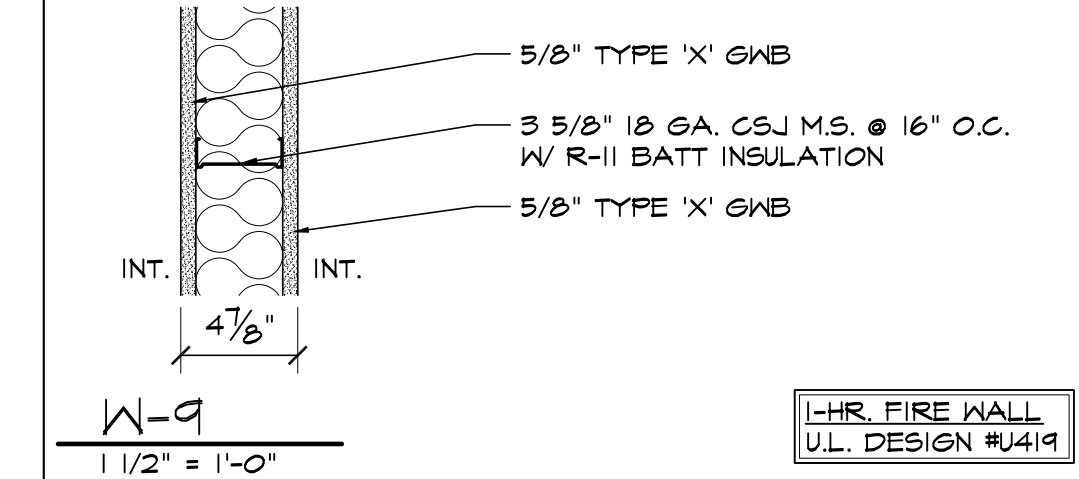 5/8" TYPE 'X' GWB
3 5/8" 18 GA. CSJ M.S. @ 16" O.C.
W/ R-11 BATT INSULATION
5/8" TYPE 'X' GWB
INT.
INT.
4 7/8"
W-9
1 1/2" = 1'-0"
1-HR. FIRE WALL
U.L. DESIGN #U419